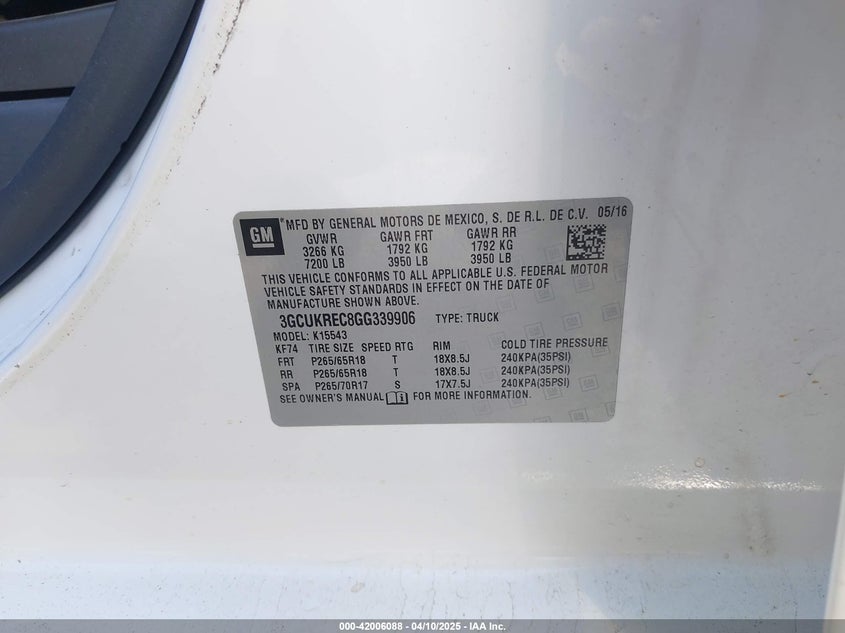 GM
*MFD BY GENERAL MOTORS DE MEXICO, S. DE R.L. DE C.V. 05/16
GVWR GAWR FRT GAWR RR
3266 KG 1792 KG 1792 KG
7200 LB 3950 LB 3950 LB
THIS VEHICLE CONFORMS TO ALL APPLICABLE U.S. FEDERAL MOTOR
VEHICLE SAFETY STANDARDS IN EFFECT ON THE DATE OF
MANUFACTURE SHOWN ABOVE.
3GCUKREC8GG339906 TYPE: TRUCK
MODEL: K15543
KF74 TIRE SIZE SPEED RTG RIM COLD TIRE PRESSURE
FRT P265/65R18 T 18X8.5J 240KPA(35PSI)
RR P265/65R18 T 18X8.5J 240KPA(35PSI)
SPA P265/70R17 S 17X7.5J 240KPA(35PSI)
SEE OWNER'S MANUAL FOR MORE INFORMATION.
000-42006088 - 04/10/2025 - IAA Inc.